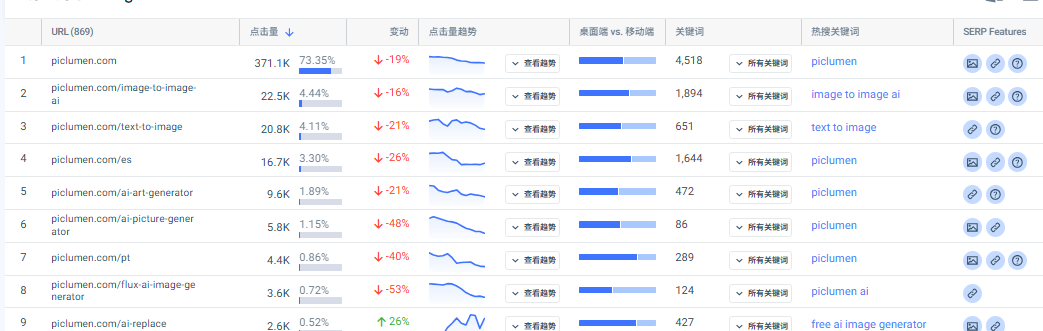 URL (869) 点击量 变动 点击量趋势 桌面端 vs. 移动端 关键词 热搜关键词 SERP Features
1 piclumen.com 371.1K 73.35% -19% 查看趋势 4,518 所有关键词 piclumen
2 piclumen.com/image-to-image-
ai 22.5K 4.44% -16% 查看趋势 1,894 所有关键词 image to image ai
3 piclumen.com/text-to-image 20.8K 4.11% -21% 查看趋势 651 所有关键词 text to image
4 piclumen.com/es 16.7K 3.30% -26% 查看趋势 1,644 所有关键词 piclumen
5 piclumen.com/ai-art-generator 9.6K 1.89% -21% 查看趋势 472 所有关键词 piclumen
6 piclumen.com/ai-picture-gener
ator 5.8K 1.15% -48% 查看趋势 86 所有关键词 piclumen
7 piclumen.com/pt 4.4K 0.86% -40% 查看趋势 289 所有关键词 piclumen
8 piclumen.com/flux-ai-image-ge
nerator 3.6K 0.72% -53% 查看趋势 124 所有关键词 piclumen ai
9 piclumen.com/ai-replace 2.6K 0.52% 26% 查看趋势 427 所有关键词 free ai image generator